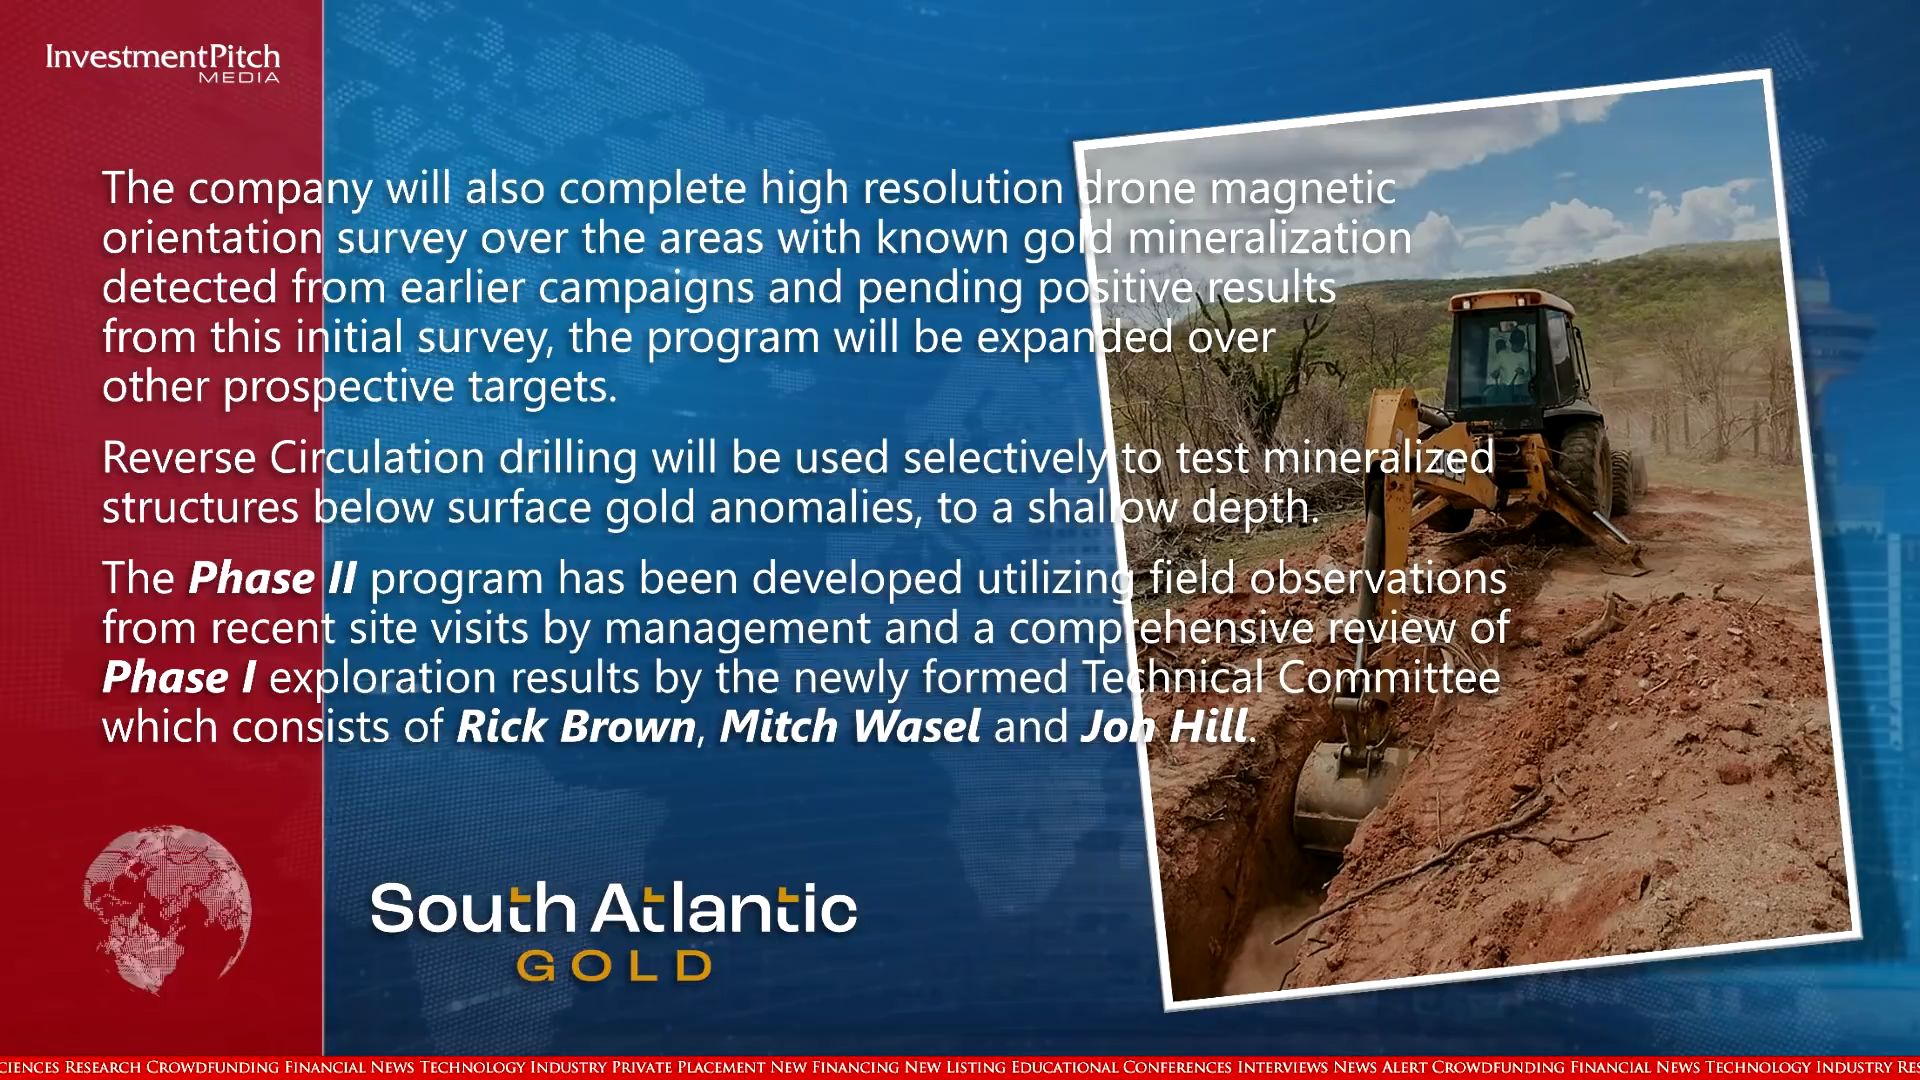 InvestmentPitch
MEDIA
The company will also complete high resolution drone magnetic
orientation survey over the areas with known gold mineralization
detected from earlier campaigns and pending positive results
from this initial survey, the program will be expanded over
other prospective targets.
Reverse Circulation drilling will be used selectively to test mineralized
structures below surface gold anomalies, to a shallow depth.
The Phase II program has been developed utilizing field observations
from recent site visits by management and a comprehensive review of
Phase I exploration results by the newly formed Technical Committee
which consists of Rick Brown, Mitch Wasel and Jon Hill.
South Atlantic
GOLD
CIENCES RESEARCH CROWDFUNDING FINANCIAL NEWS TECHNOLOGY INDUSTRY PRIVATE PLACEMENT NEW FINANCING NEW LISTING EDUCATIONAL CONFERENCES INTERVIEWS NEWS ALERT CROWDFUNDING FINANCIAL NEWS TECHNOLOGY INDUSTRY RES